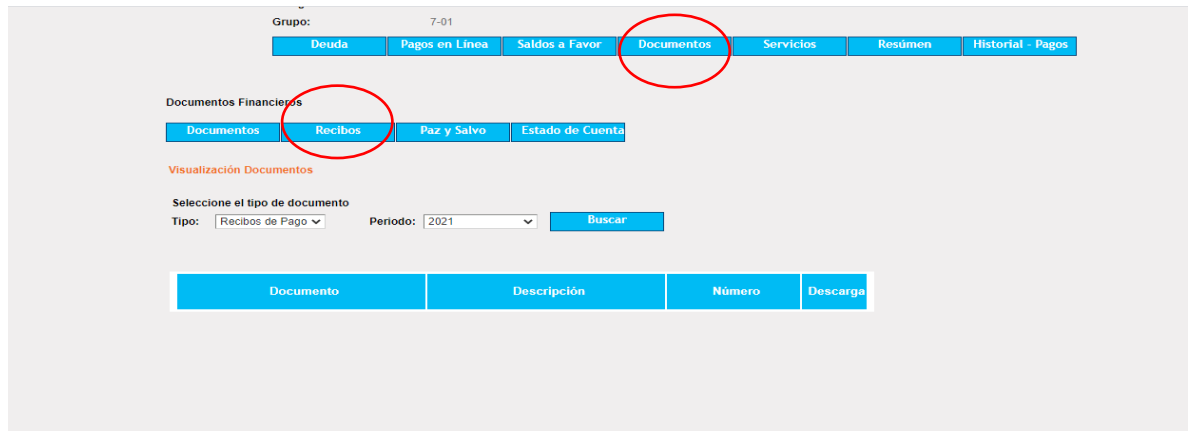 Grupo: 7-01
Deuda Pagos en Línea Saldos a Favor Documentos Servicios Resúmen Historial - Pagos
Documentos Financieros
Documentos Recibos Paz y Salvo Estado de Cuenta
Visualización Documentos
Seleccione el tipo de documento
Tipo: Recibos de Pago Periodo: 2021 Buscar
Documento Descripción Número Descarga